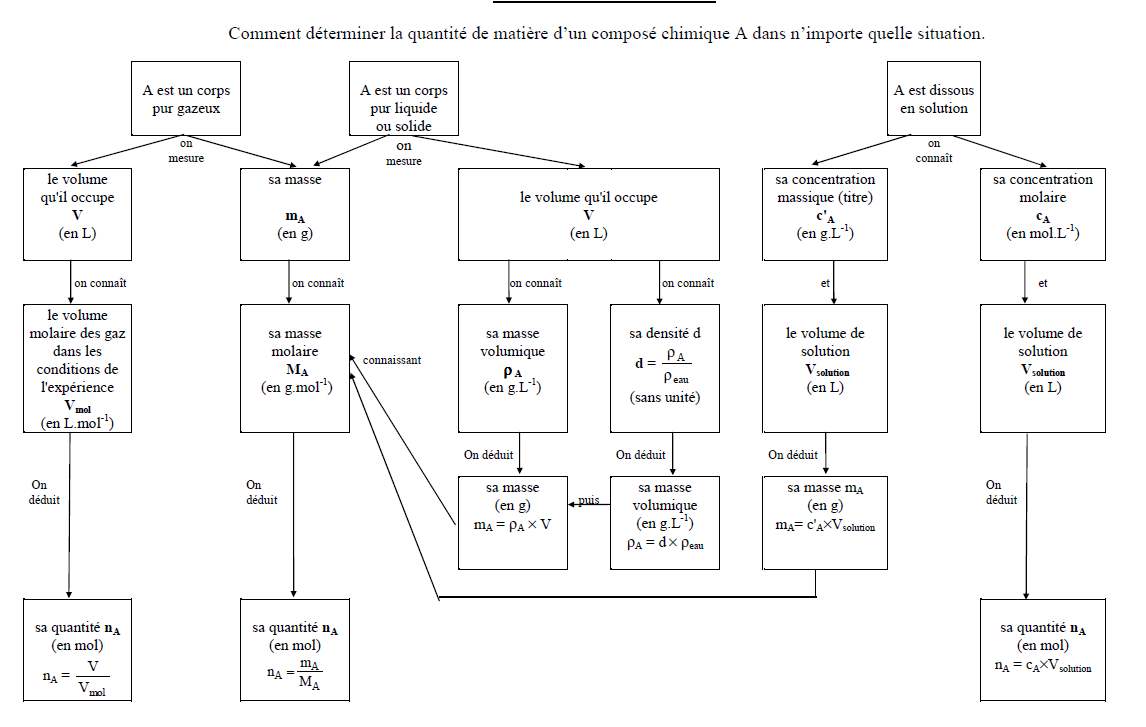 Comment déterminer la quantité de matière d’un composé chimique A dans n’importe quelle situation.
A est un corps
pur gazeux
A est un corps
pur liquide
ou solide
A est dissous
en solution
on
mesure
on
mesure
on
connaît
le volume
qu'il occupe
V
(en L)
sa masse
mA
(en g)
le volume qu'il occupe
V
(en L)
sa concentration
massique (titre)
c'A
(en g.L-1)
sa concentration
molaire
cA
(en mol.L-1)
on connaît
on connaît
on connaît
on connaît
et
et
le volume
molaire des gaz
dans les
conditions de
l'expérience
Vmol
(en L.mol-1)
sa masse
molaire
MA
(en g.mol-1)
connaissant
sa masse
volumique
ρA
(en g.L-1)
sa densité d
d = ρA / ρeau
(sans unité)
le volume de
solution
Vsolution
(en L)
le volume de
solution
Vsolution
(en L)
On
déduit
On
déduit
On déduit
On déduit
On déduit
On
déduit
sa masse
(en g)
mA = ρA × V
puis
sa masse
volumique
(en g.L-1)
ρA = d × ρeau
sa masse mA
(en g)
mA= c'A×Vsolution
sa quantité nA
(en mol)
nA = V / Vmol
sa quantité nA
(en mol)
nA = mA / MA
sa quantité nA
(en mol)
nA = cA×Vsolution